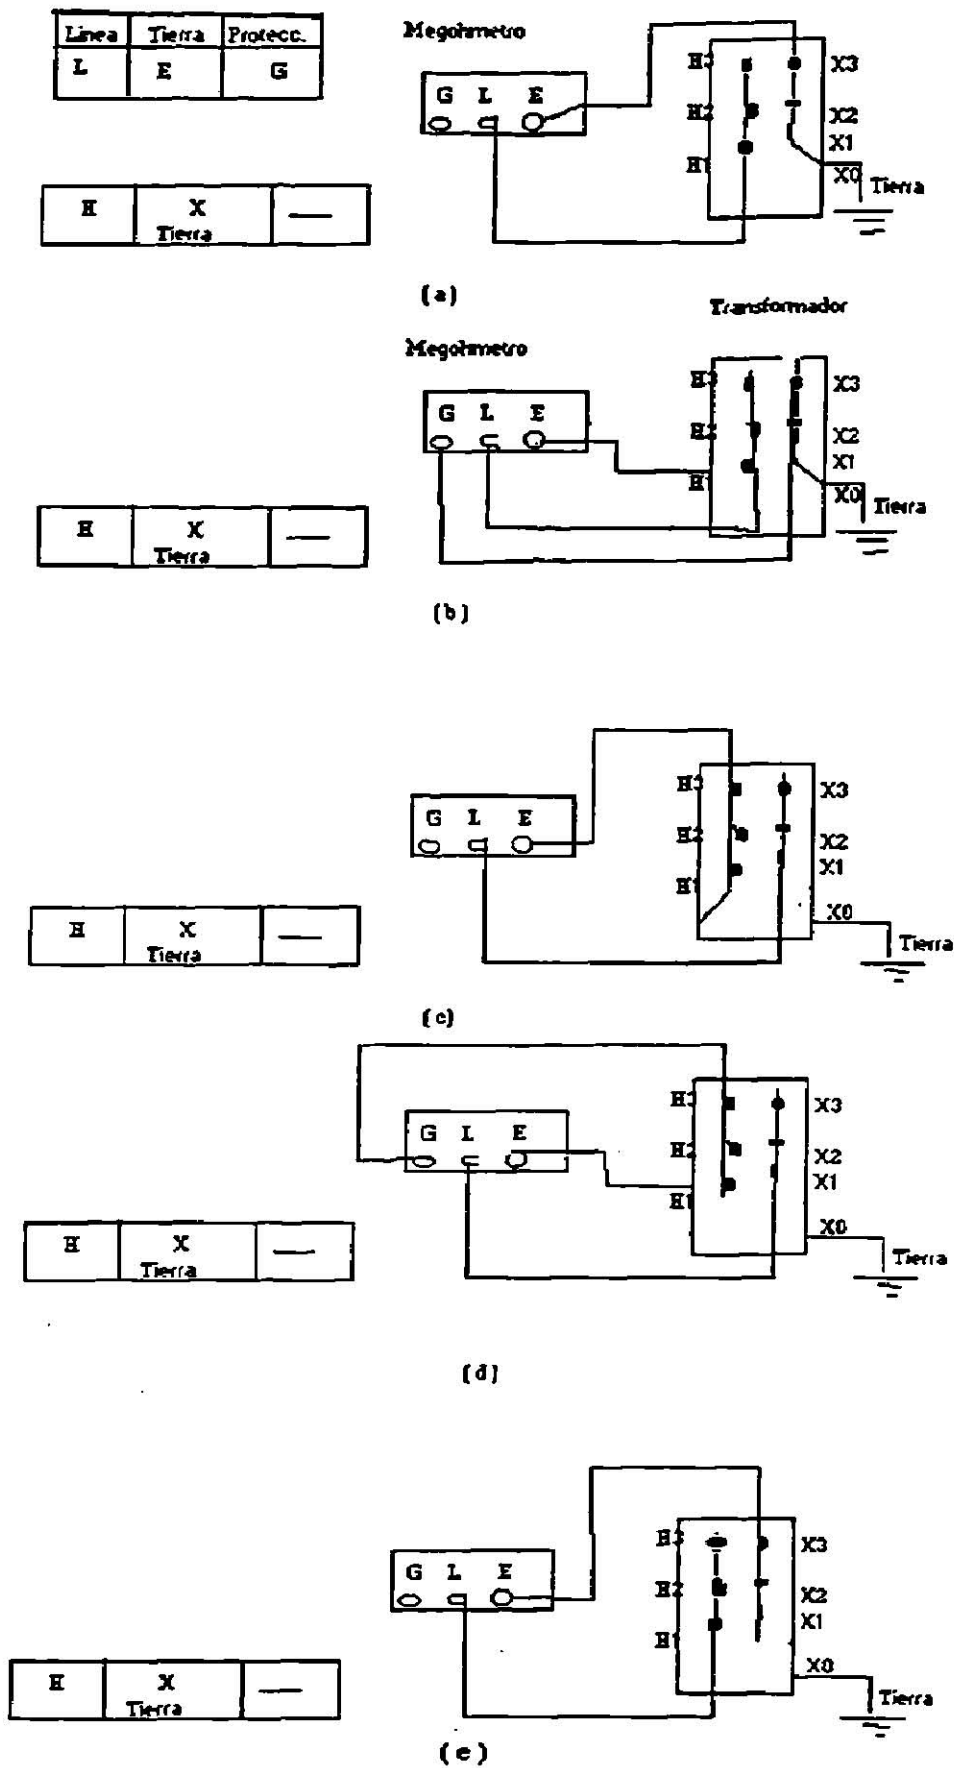 Linea Tierra Protecc.
L E G
H X —
Tierra
Megohmetro
G L E
H3
H2
H1
X3
X2
X1
X0
Tierra
(a)
Transformador
Megohmetro
G L E
H3
H2
H1
X3
X2
X1
X0
Tierra
H X —
Tierra
(b)
G L E
H3
H2
H1
X3
X2
X1
X0
Tierra
H X —
Tierra
(c)
G L E
H3
H2
H1
X3
X2
X1
X0
Tierra
H X —
Tierra
(d)
G L E
H3
H2
H1
X3
X2
X1
X0
Tierra
H X —
Tierra
(e)